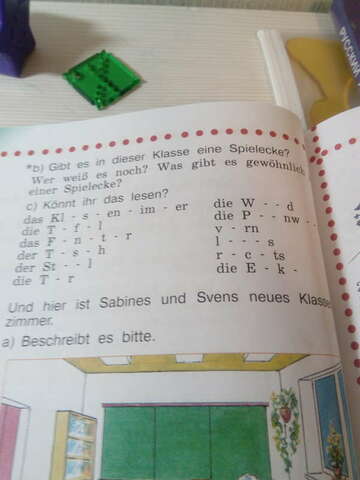 РУССКИЙ
*b) Gibt es in dieser Klasse eine Spielecke?
Wer weiß es noch? Was gibt es gewöhnlich
einer Spielecke?
c) Könnt ihr das lesen?
das Kl - s - en - im - er
die T - f - l
das F - n - t - r
der T - s - h
der St - - l
die T - r
die W - - d
die P - - nw - -
v - rn
l - - - s
r - c - ts
die E - k -
Und hier ist Sabines und Svens neues Klasse
zimmer.
a) Beschreibt es bitte.